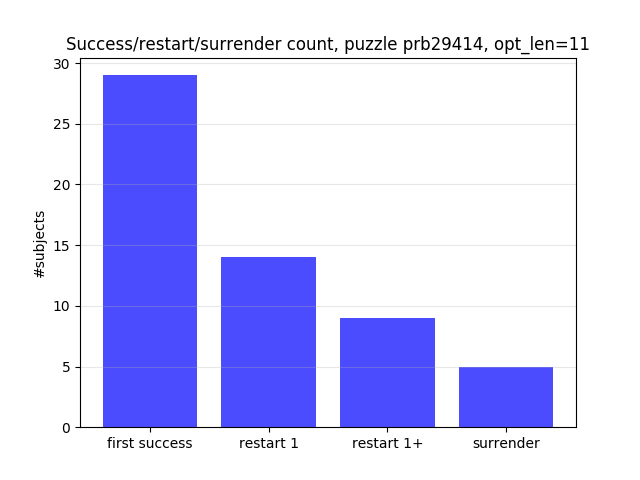 Success/restart/surrender count, puzzle prb29414, opt_len=11
30
25
20
15
10
5
0
#subjects
first success
restart 1
restart 1+
surrender